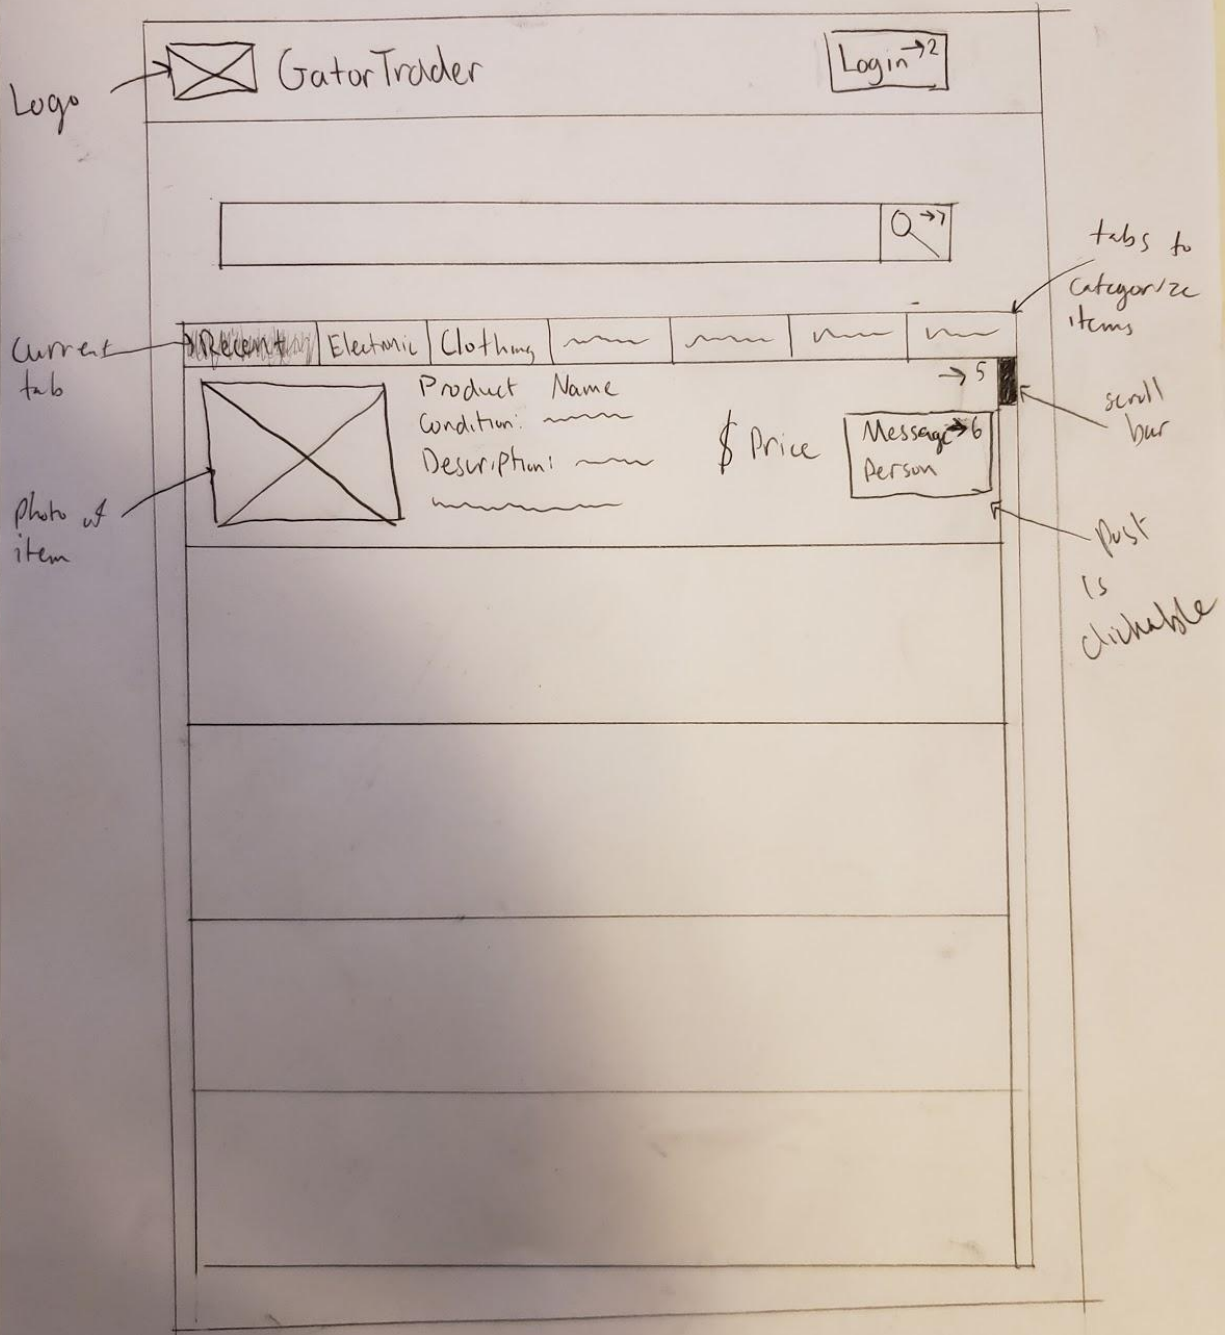 Logo
GatorTrader
Login →2
→7
tabs to
categorize
items
Current
tab
Recent
Electronic
Clothing
Product Name
→ 5
Condition:
Description:
$ Price
Message →6
Person
scroll
bar
photo of
item
post
is
clickable